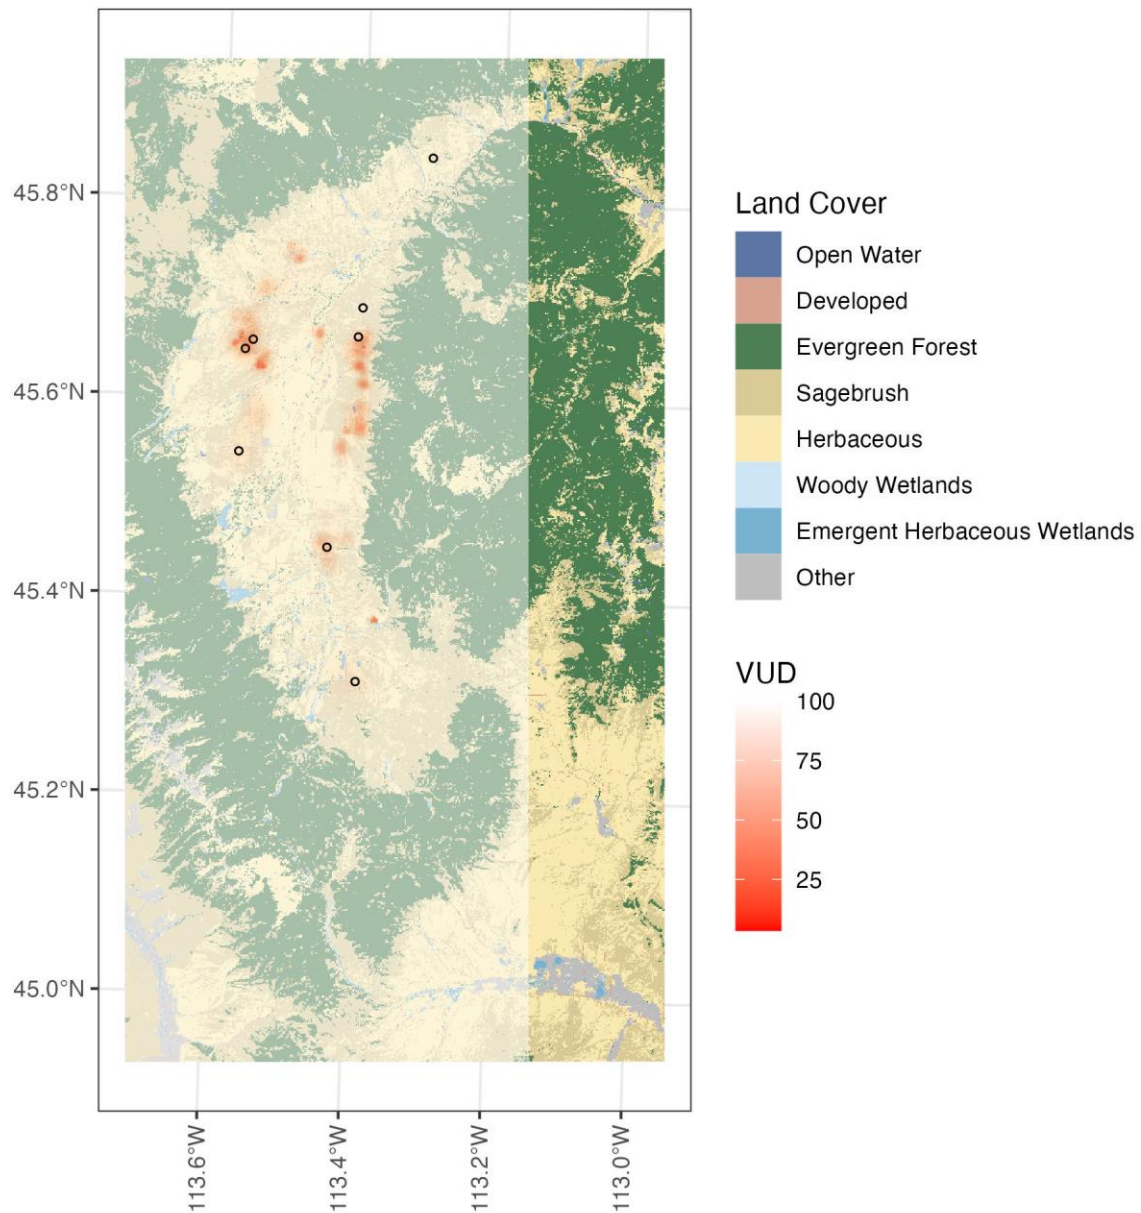 45.8°N
45.6°N
45.4°N
45.2°N
45.0°N
113.6°W
113.4°W
113.2°W
113.0°W
Land Cover
Open Water
Developed
Evergreen Forest
Sagebrush
Herbaceous
Woody Wetlands
Emergent Herbaceous Wetlands
Other
VUD
100
75
50
25